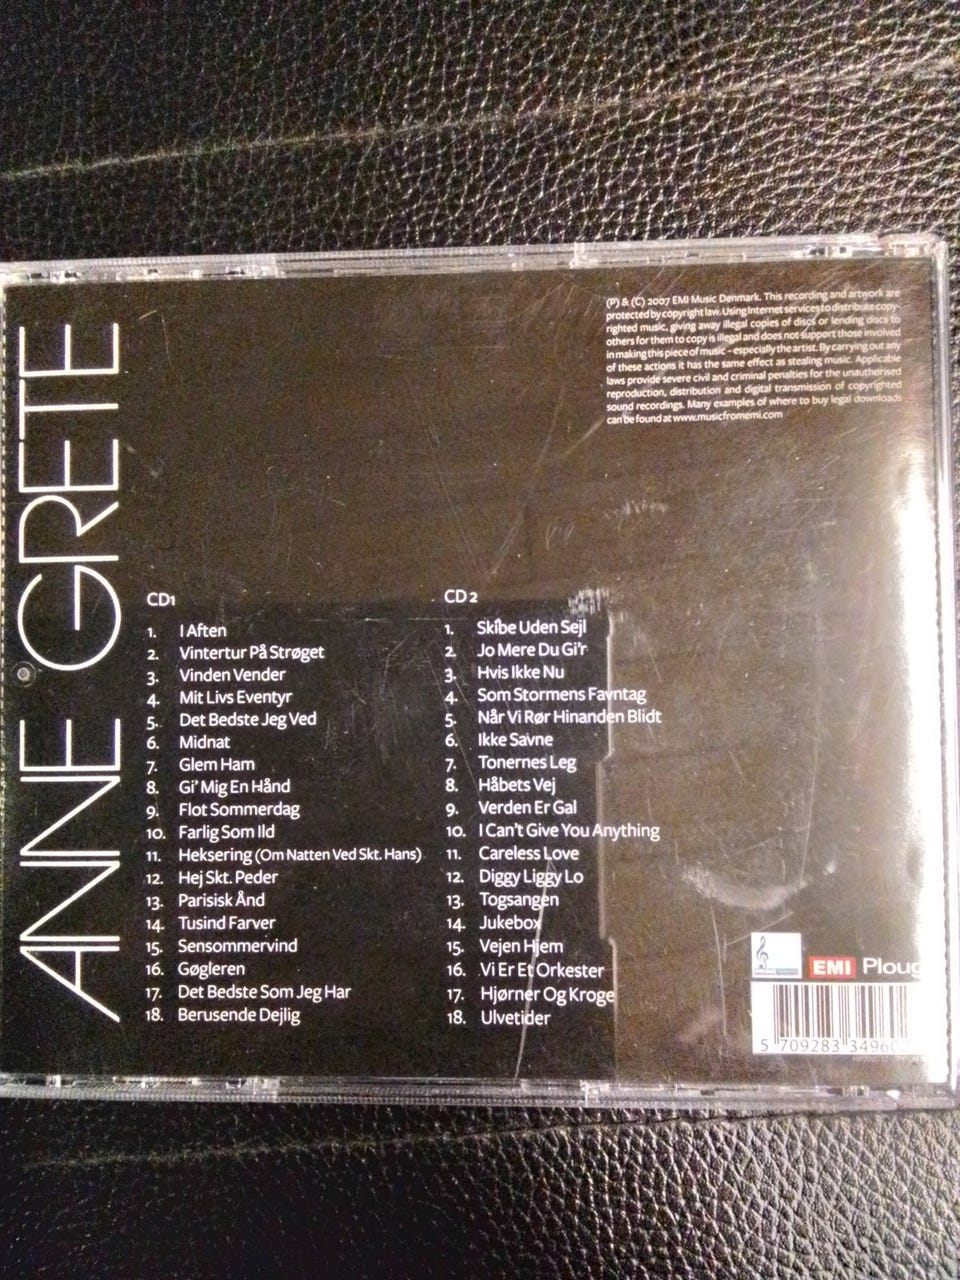 ANNE GRETE
(P) & (C) 2007 EMI Music Denmark. This recording and artwork are
protected by copyright law. Using Internet services to distribute copy-
righted music, giving away illegal copies of discs or lending discs to
others for them to copy is illegal and does not support those involved
in making this piece of music – especially the artist. By carrying out any
of these actions it has the same effect as stealing music. Applicable
laws provide severe civil and criminal penalties for the unauthorised
reproduction, distribution and digital transmission of copyrighted
sound recordings. Many examples of where to buy legal downloads
can be found at www.musicfromemi.com
CD1
1. I Aften
2. Vintertur På Strøget
3. Vinden Vender
4. Mit Livs Eventyr
5. Det Bedste Jeg Ved
6. Midnat
7. Glem Ham
8. Gi' Mig En Hånd
9. Flot Sommerdag
10. Farlig Som Ild
11. Heksering (Om Natten Ved Skt. Hans)
12. Hej Skt. Peder
13. Parisisk Ånd
14. Tusind Farver
15. Sensommervind
16. Gøgleren
17. Det Bedste Som Jeg Har
18. Berusende Dejlig
CD 2
1. Skibe Uden Sejl
2. Jo Mere Du Gi'r
3. Hvis Ikke Nu
4. Som Stormens Favntag
5. Når Vi Rør Hinanden Blidt
6. Ikke Savne
7. Tonernes Leg
8. Håbets Vej
9. Verden Er Gal
10. I Can't Give You Anything
11. Careless Love
12. Diggy Liggy Lo
13. Togsangen
14. Jukebox
15. Vejen Hjem
16. Vi Er Et Orkester
17. Hjørner Og Kroge
18. Ulvetider
EMI Ploug
5 709283 34960